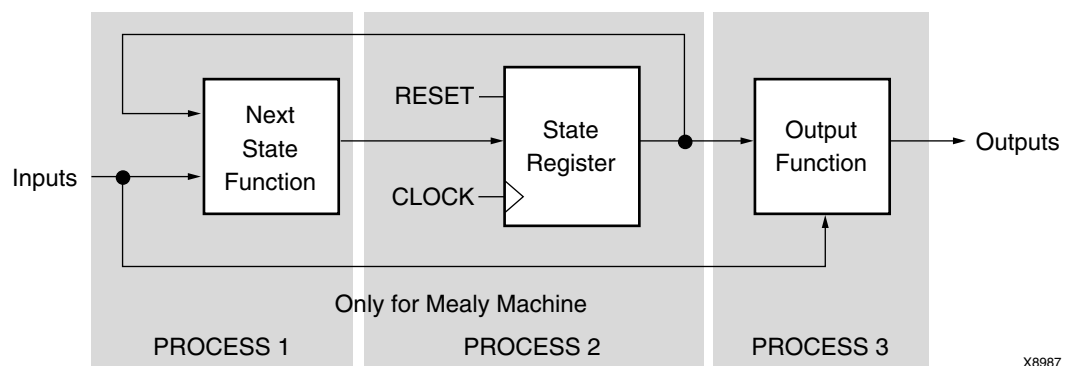 RESET
Next
State
Function
State
Register
Output
Function
Outputs
Inputs
CLOCK
Only for Mealy Machine
PROCESS 1
PROCESS 2
PROCESS 3
X8987